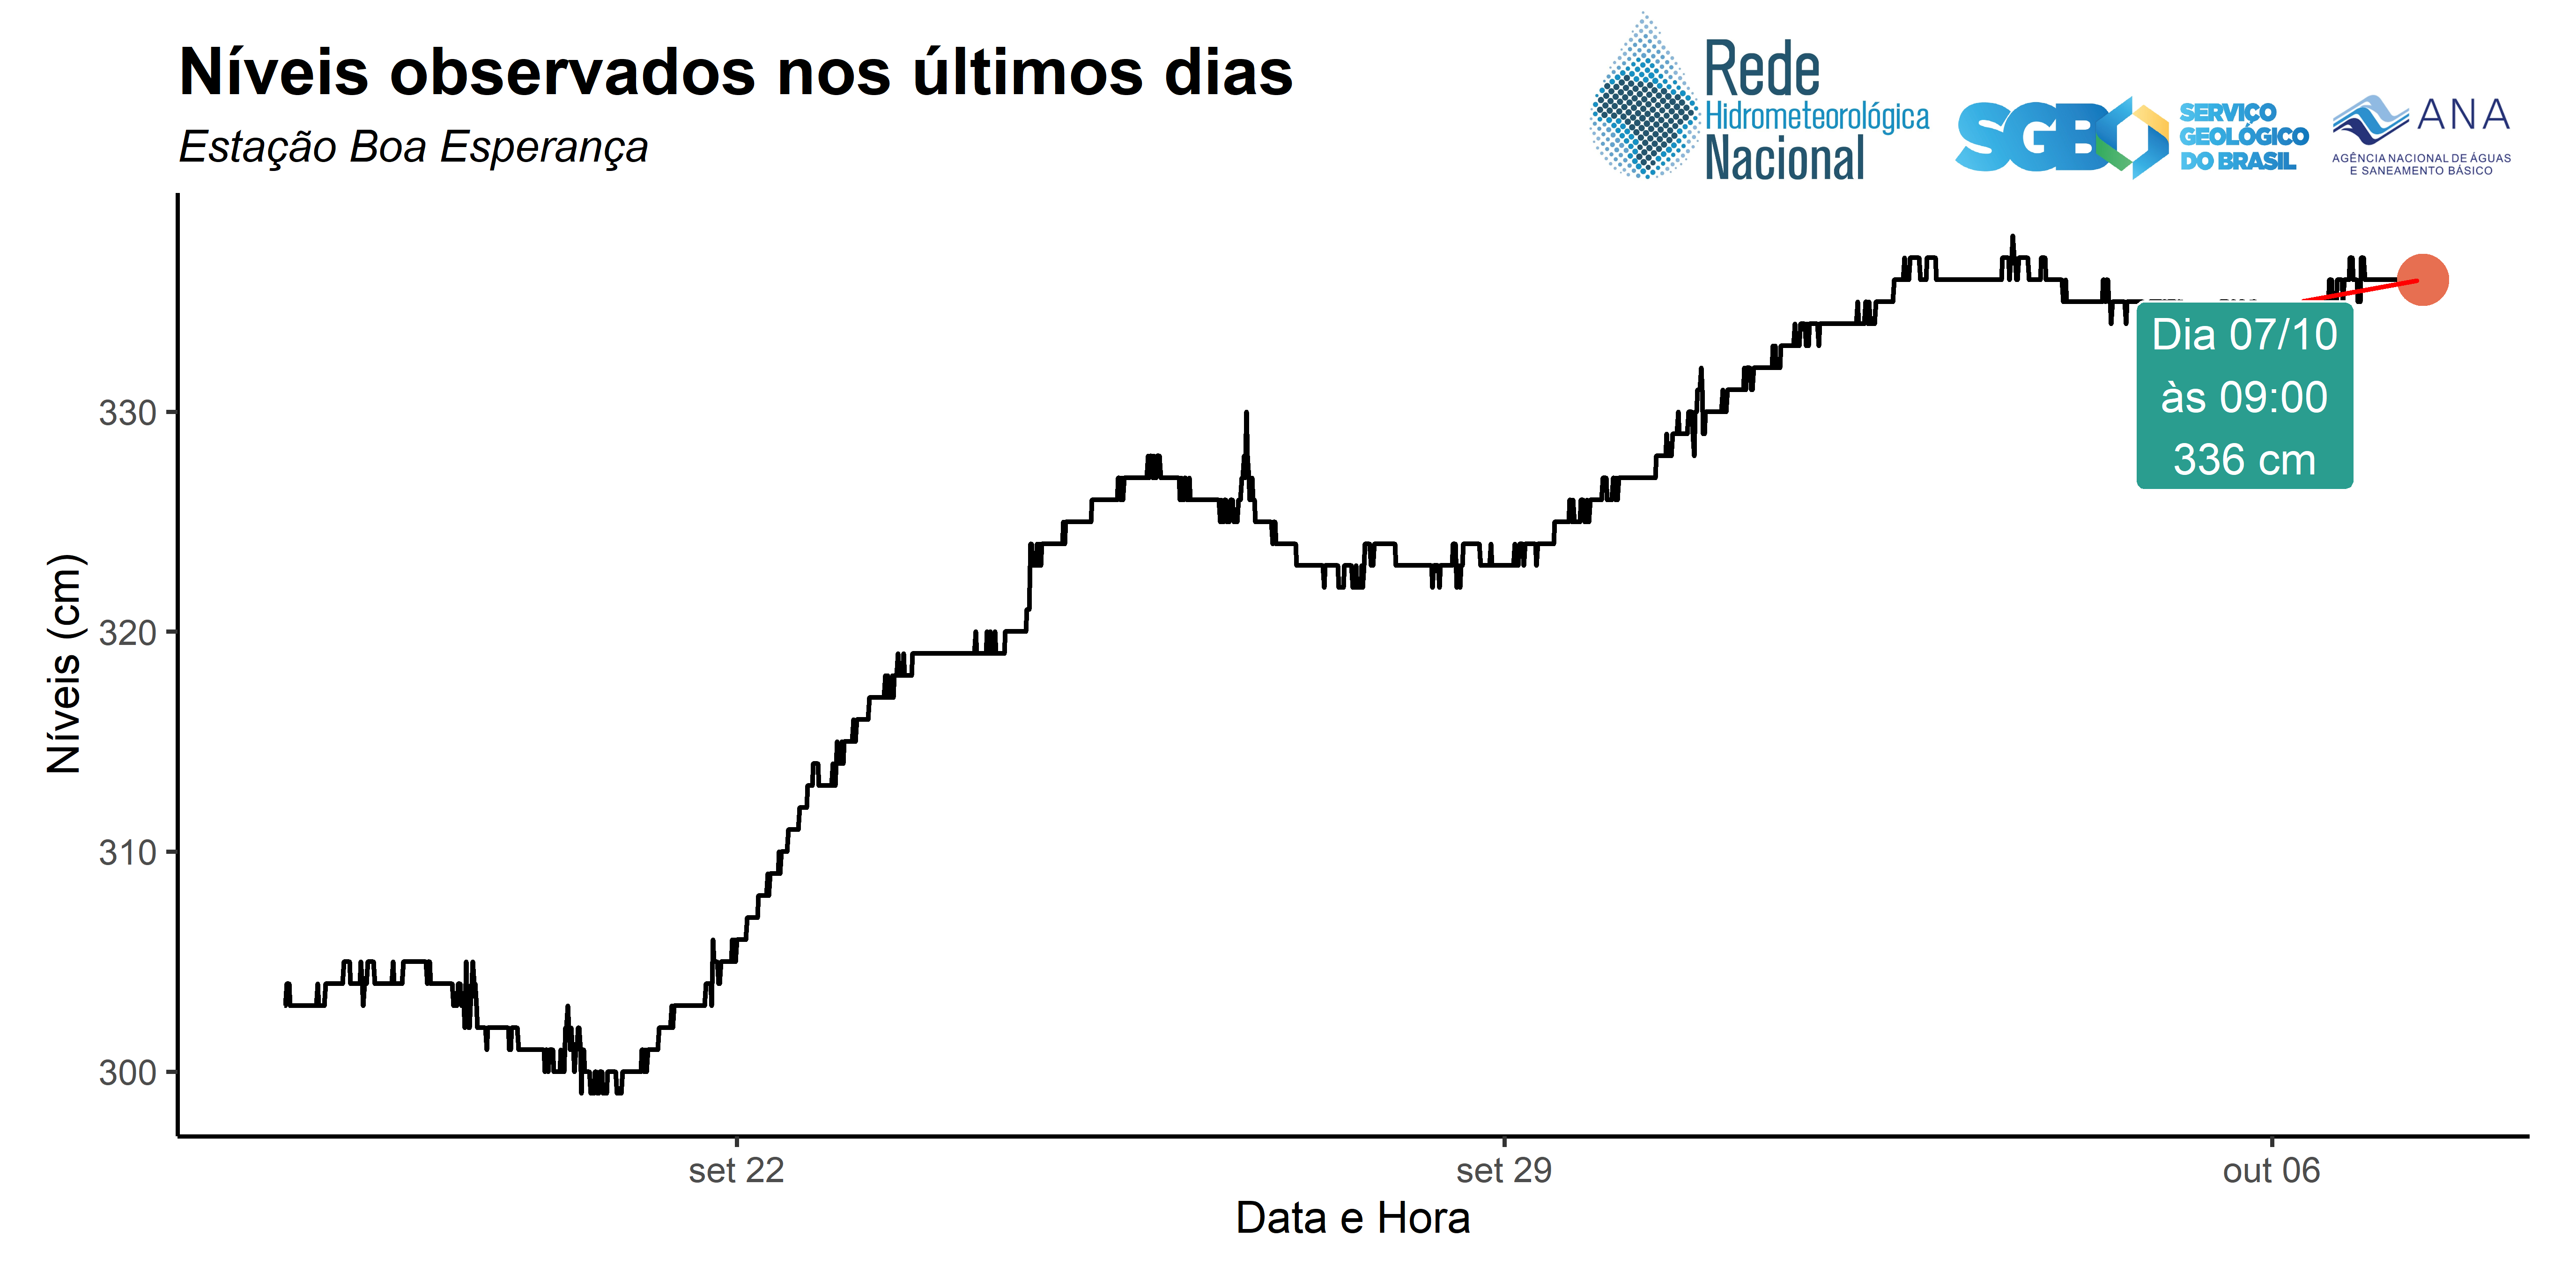 Níveis observados nos últimos dias
Estação Boa Esperança
Rede
Hidrometeorológica
Nacional
SGB
SERVIÇO
GEOLÓGICO
DO BRASIL
ANA
AGÊNCIA NACIONAL DE ÁGUAS
E SANEAMENTO BÁSICO
Níveis (cm)
330
320
310
300
Dia 07/10
às 09:00
336 cm
set 22
set 29
out 06
Data e Hora